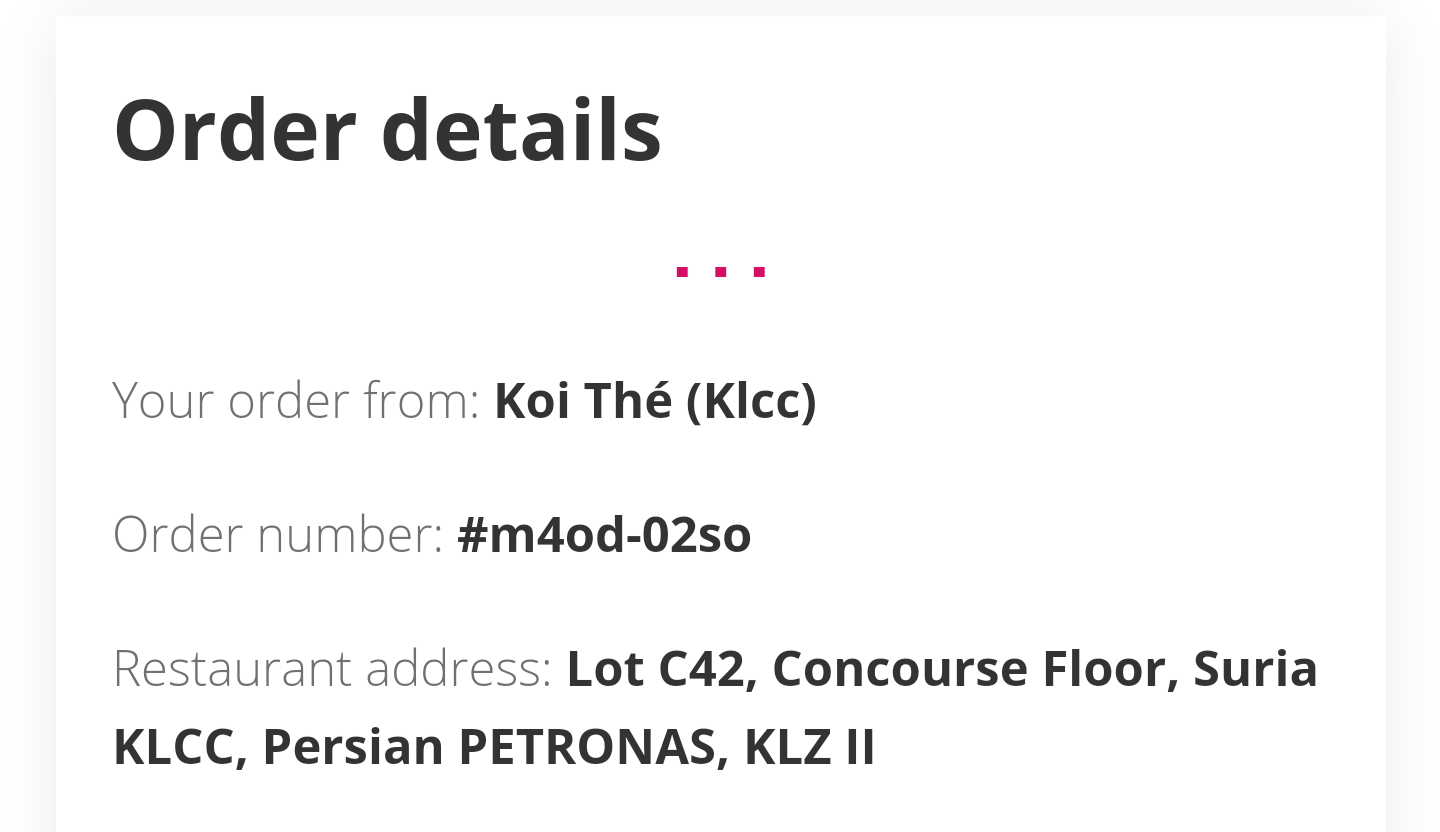 Order details
Your order from: Koi Thé (Klcc)
Order number: #m4od-02so
Restaurant address: Lot C42, Concourse Floor, Suria
KLCC, Persian PETRONAS, KLZ II